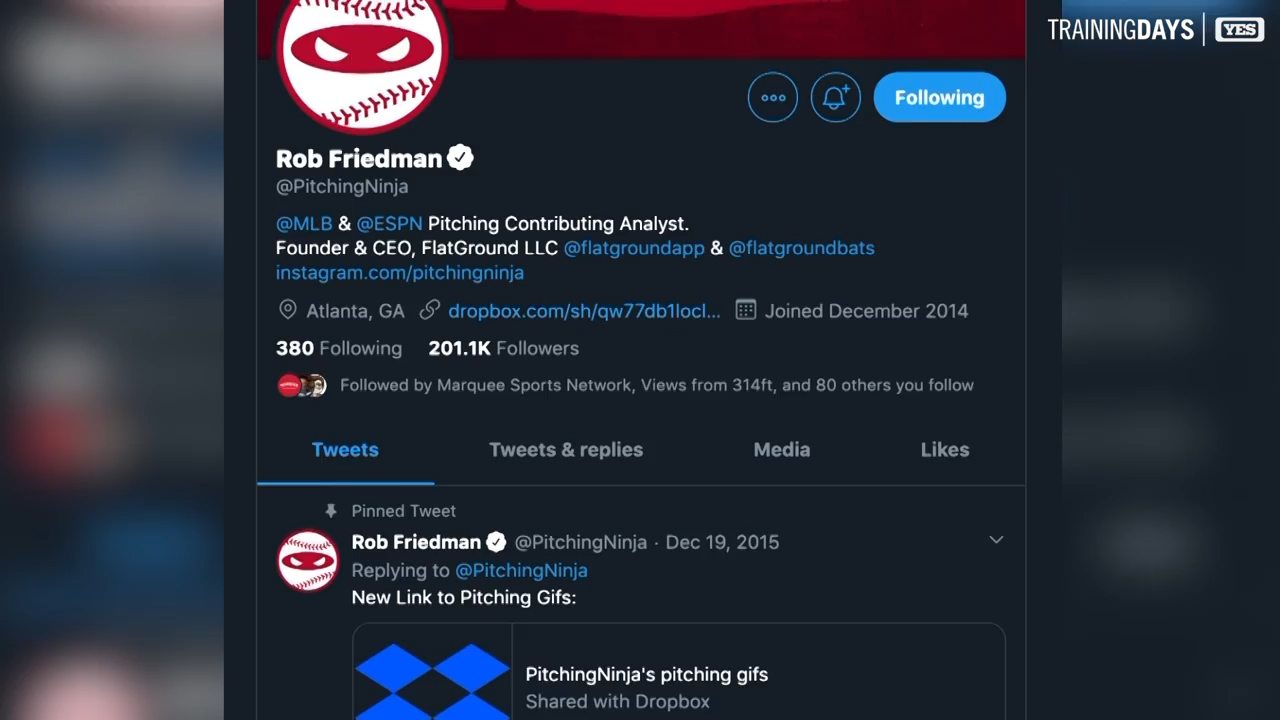 TRAININGDAYS YES
Following
Rob Friedman
@PitchingNinja
@MLB & @ESPN Pitching Contributing Analyst.
Founder & CEO, FlatGround LLC @flatgroundapp & @flatgroundbats
instagram.com/pitchingninja
Atlanta, GA dropbox.com/sh/qw77db1locl... Joined December 2014
380 Following 201.1K Followers
Followed by Marquee Sports Network, Views from 314ft, and 80 others you follow
Tweets Tweets & replies Media Likes
Pinned Tweet
Rob Friedman @PitchingNinja · Dec 19, 2015
Replying to @PitchingNinja
New Link to Pitching Gifs:
PitchingNinja's pitching gifs
Shared with Dropbox